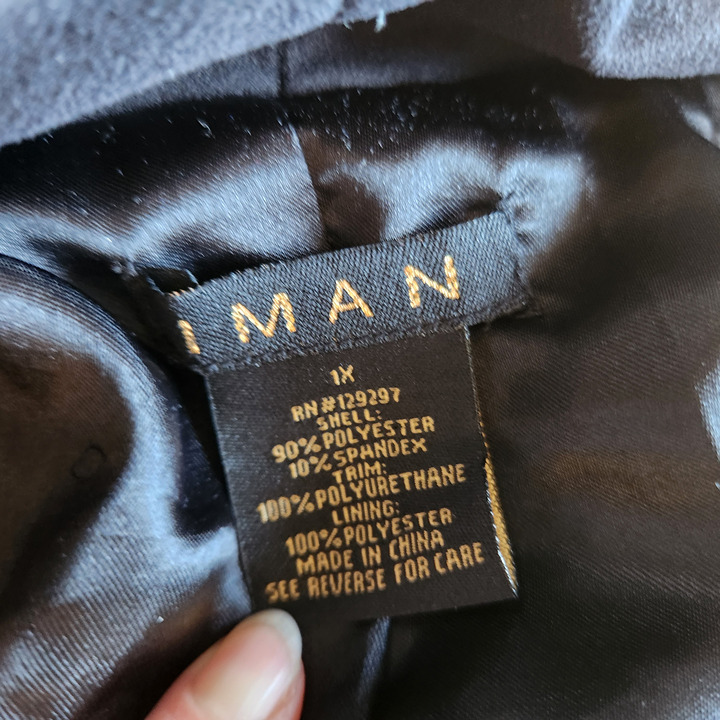 IMAN
1X
RN#129297
SHELL:
90%POLYESTER
10%SPANDEX
TRIM:
100%POLYURETHANE
LINING:
100%POLYESTER
MADE IN CHINA
SEE REVERSE FOR CARE